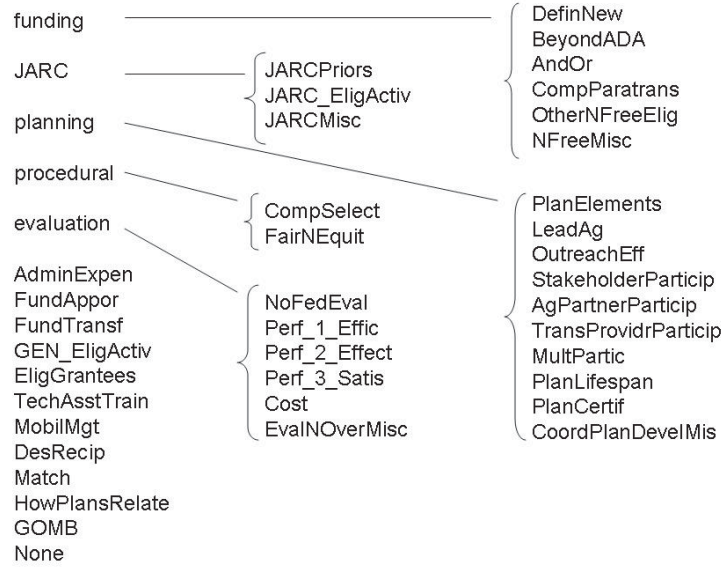 funding
JARC
planning
procedural
evaluation
AdminExpen
FundAppor
FundTransf
GEN_EligActiv
EligGrantees
TechAsstTrain
MobilMgt
DesRecip
Match
HowPlansRelate
GOMB
None
JARCPriors
JARC_EligActiv
JARCMisc
CompSelect
FairNEquit
NoFedEval
Perf_1_Effic
Perf_2_Effect
Perf_3_Satis
Cost
EvalNOverMisc
DefinNew
BeyondADA
AndOr
CompParatrans
OtherNFreeElig
NFreeMisc
PlanElements
LeadAg
OutreachEff
StakeholderParticip
AgPartnerParticip
TransProvidrParticip
MultPartic
PlanLifespan
PlanCertif
CoordPlanDevelMis